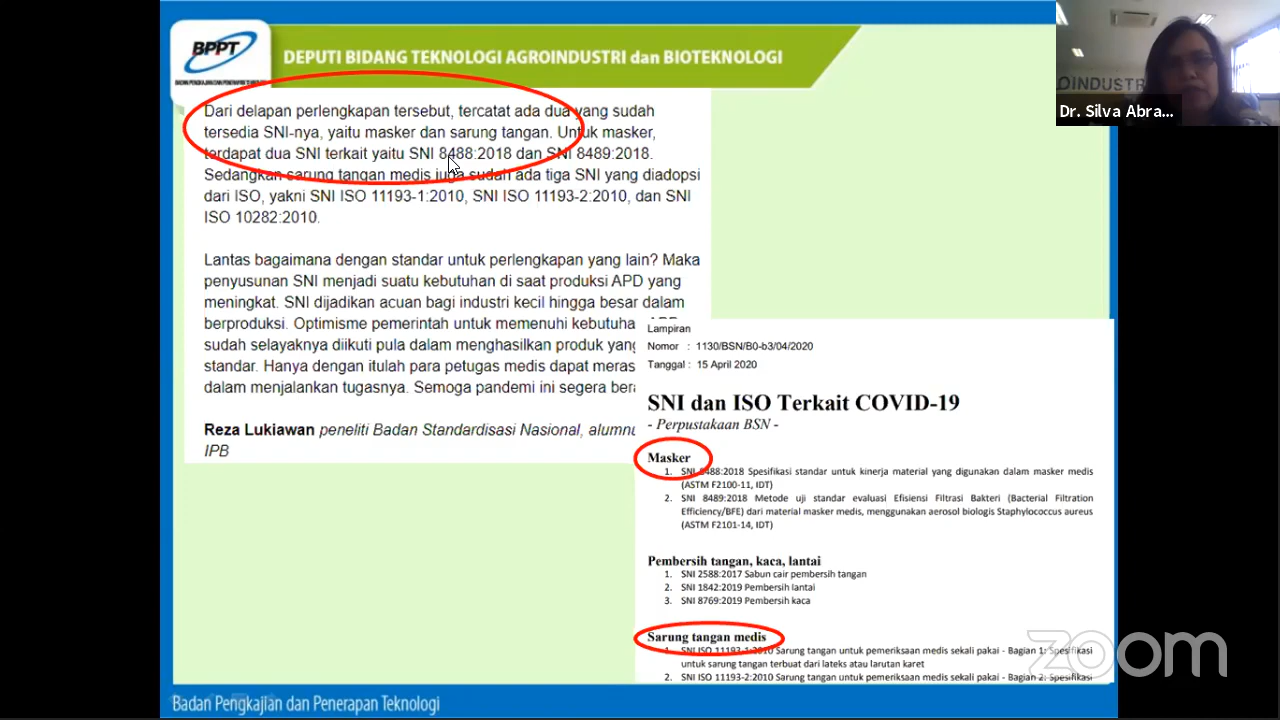 BPPT
BADAN PENGKAJIAN DAN PENERAPAN TEKNOLOGI
DEPUTI BIDANG TEKNOLOGI AGROINDUSTRI dan BIOTEKNOLOGI
Dari delapan perlengkapan tersebut, tercatat ada dua yang sudah
tersedia SNI-nya, yaitu masker dan sarung tangan. Untuk masker,
terdapat dua SNI terkait yaitu SNI 8488:2018 dan SNI 8489:2018.
Sedangkan sarung tangan medis juga sudah ada tiga SNI yang diadopsi
dari ISO, yakni SNI ISO 11193-1:2010, SNI ISO 11193-2:2010, dan SNI
ISO 10282:2010.
Lantas bagaimana dengan standar untuk perlengkapan yang lain? Maka
penyusunan SNI menjadi suatu kebutuhan di saat produksi APD yang
meningkat. SNI dijadikan acuan bagi industri kecil hingga besar dalam
berproduksi. Optimisme pemerintah untuk memenuhi kebutuha
sudah selayaknya diikuti pula dalam menghasilkan produk yang
standar. Hanya dengan itulah para petugas medis dapat meras
dalam menjalankan tugasnya. Semoga pandemi ini segera bera
Reza Lukiawan peneliti Badan Standardisasi Nasional, alumnu
IPB
Lampiran
Nomor : 1130/BSN/B0-b3/04/2020
Tanggal : 15 April 2020
SNI dan ISO Terkait COVID-19
- Perpustakaan BSN -
Masker
1. SNI 8488:2018 Spesifikasi standar untuk kinerja material yang digunakan dalam masker medis
(ASTM F2100-11, IDT)
2. SNI 8489:2018 Metode uji standar evaluasi Efisiensi Filtrasi Bakteri (Bacterial Filtration
Efficiency/BFE) dari material masker medis, menggunakan aerosol biologis Staphylococcus aureus
(ASTM F2101-14, IDT)
Pembersih tangan, kaca, lantai
1. SNI 2588:2017 Sabun cair pembersih tangan
2. SNI 1842:2019 Pembersih lantai
3. SNI 8769:2019 Pembersih kaca
Sarung tangan medis
1. SNI ISO 11193-1:2010 Sarung tangan untuk pemeriksaan medis sekali pakai - Bagian 1: Spesifikasi
untuk sarung tangan terbuat dari lateks atau larutan karet
2. SNI ISO 11193-2:2010 Sarung tangan untuk pemeriksaan medis sekali pakai - Bagian 2: Spesifikasi
Badan Pengkajian dan Penerapan Teknologi
OINDUSTR
Dr. Silva Abra...
zoom